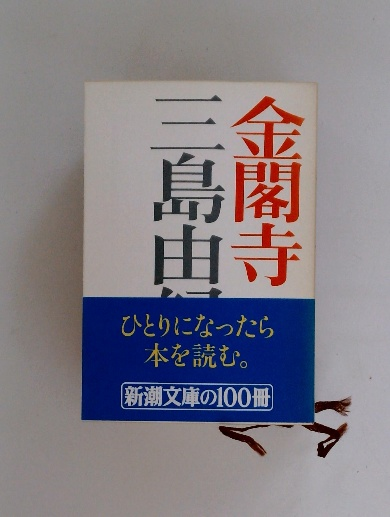 金閣寺
三島由紀
ひとりになったら
本を読む。
新潮文庫の100冊